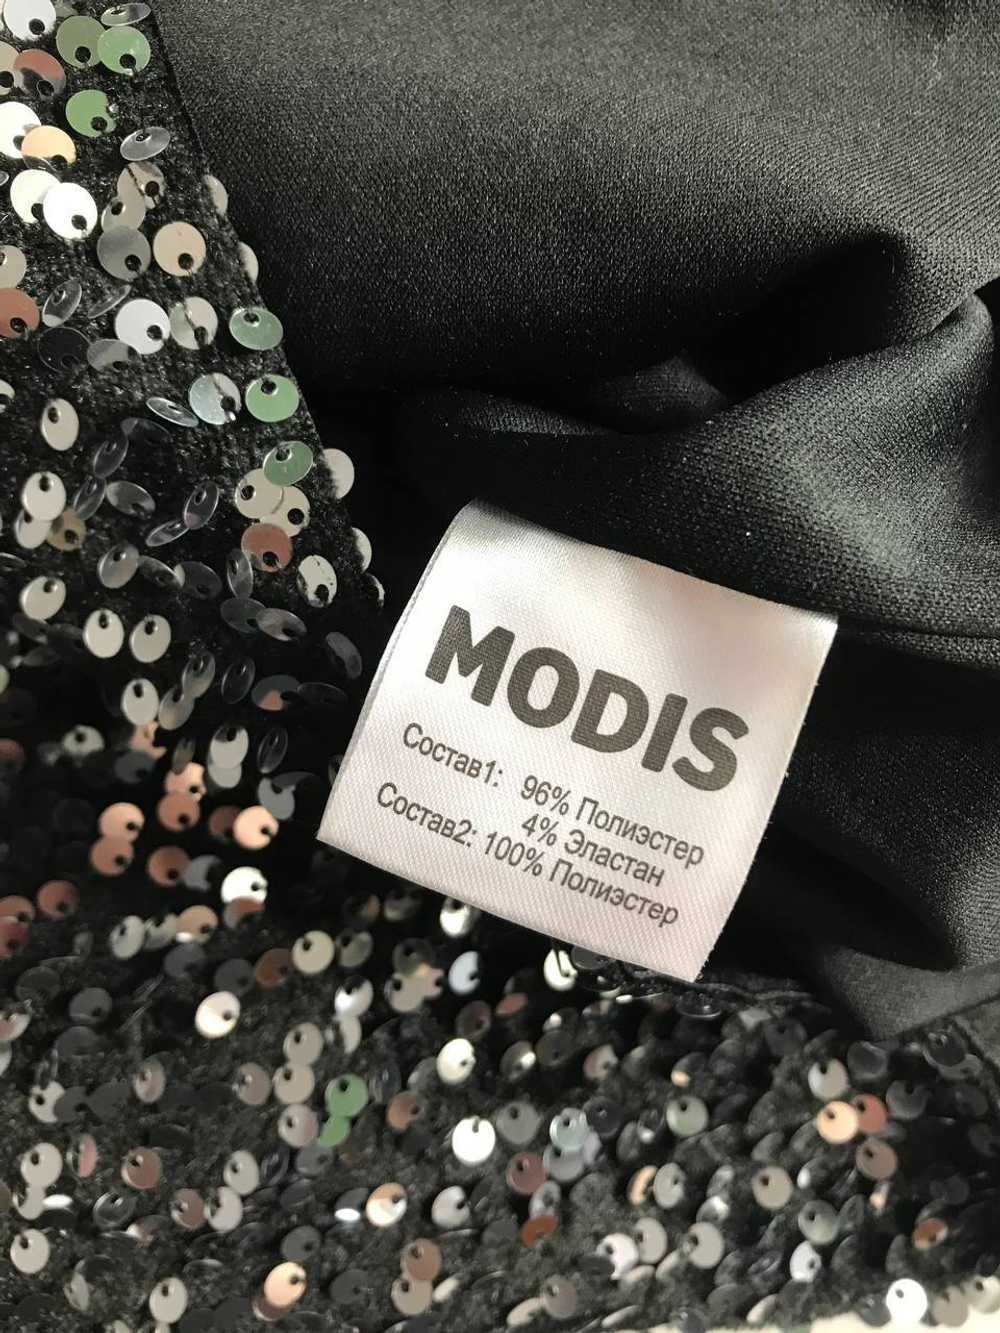 MODIS
Состав1: 96% Полиэстер
4% Эластан
Состав2: 100% Полиэстер